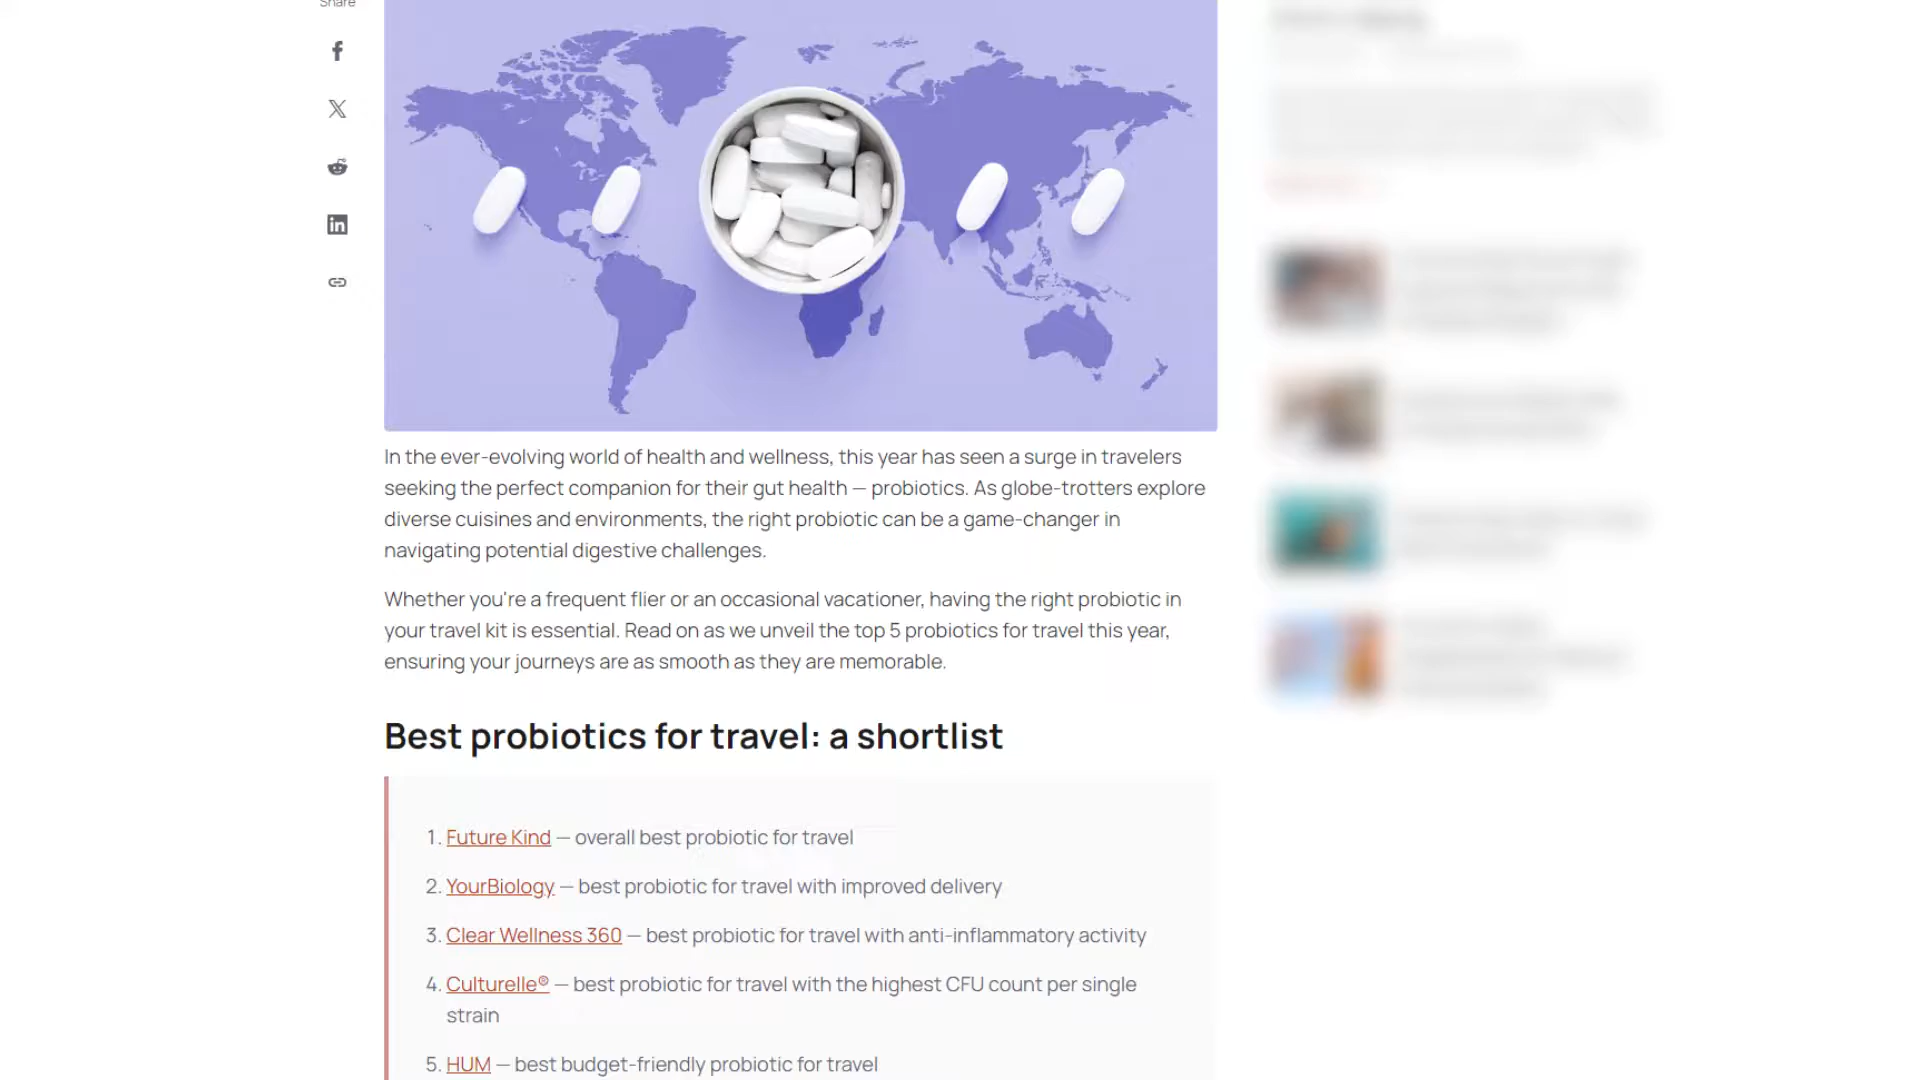 Share
In the ever-evolving world of health and wellness, this year has seen a surge in travelers
seeking the perfect companion for their gut health — probiotics. As globe-trotters explore
diverse cuisines and environments, the right probiotic can be a game-changer in
navigating potential digestive challenges.
Whether you're a frequent flier or an occasional vacationer, having the right probiotic in
your travel kit is essential. Read on as we unveil the top 5 probiotics for travel this year,
ensuring your journeys are as smooth as they are memorable.
Best probiotics for travel: a shortlist
1. Future Kind — overall best probiotic for travel
2. YourBiology — best probiotic for travel with improved delivery
3. Clear Wellness 360 — best probiotic for travel with anti-inflammatory activity
4. Culturelle® — best probiotic for travel with the highest CFU count per single
strain
5. HUM — best budget-friendly probiotic for travel